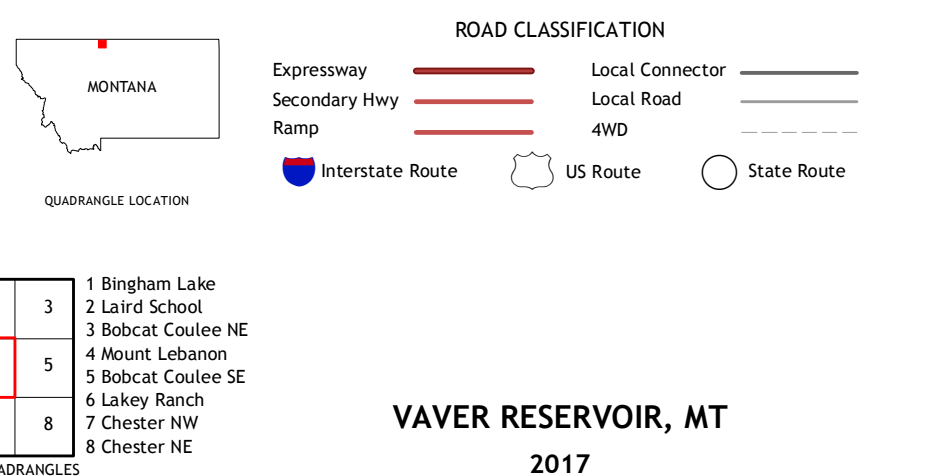 ROAD CLASSIFICATION
Expressway
Secondary Hwy
Ramp
Local Connector
Local Road
4WD
Interstate Route
US Route
State Route
MONTANA
QUADRANGLE LOCATION
3
5
8
1 Bingham Lake
2 Laird School
3 Bobcat Coulee NE
4 Mount Lebanon
5 Bobcat Coulee SE
6 Lakey Ranch
7 Chester NW
8 Chester NE
ADRANGLES
VAVER RESERVOIR, MT
2017